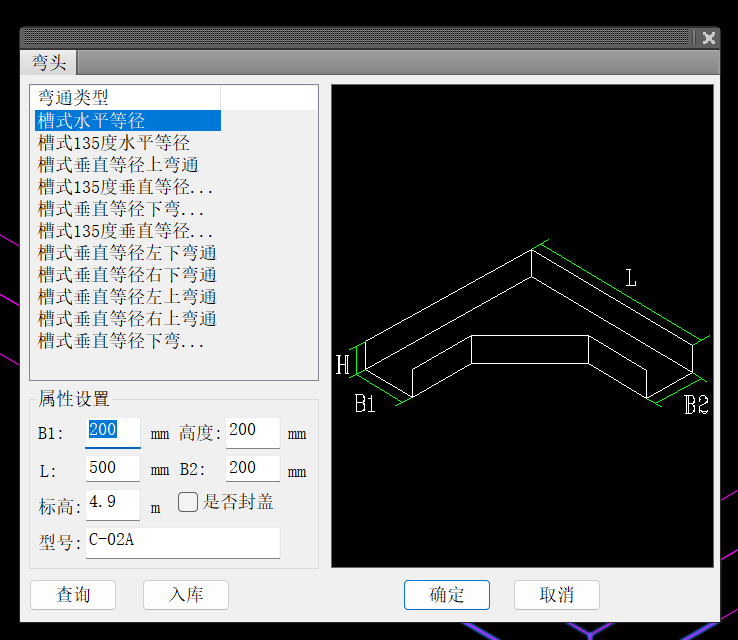 弯头
弯通类型
槽式水平等径
槽式135度水平等径
槽式垂直等径上弯通
槽式135度垂直等径...
槽式垂直等径下弯...
槽式135度垂直等径...
槽式垂直等径左下弯通
槽式垂直等径右下弯通
槽式垂直等径左上弯通
槽式垂直等径右上弯通
槽式垂直等径下弯...
L
H
B1
B2
属性设置
B1: 200 mm 高度: 200 mm
L: 500 mm B2: 200 mm
标高: 4.9 m 是否封盖
型号: C-02A
查询 入库 确定 取消